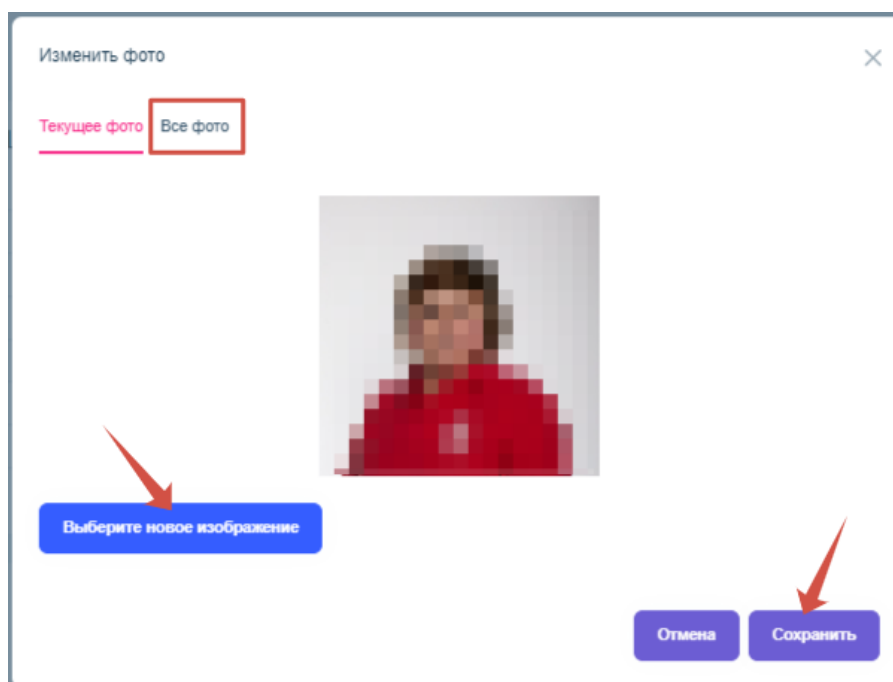 Изменить фото
Текущее фото Все фото
Выберите новое изображение
Отмена Сохранить